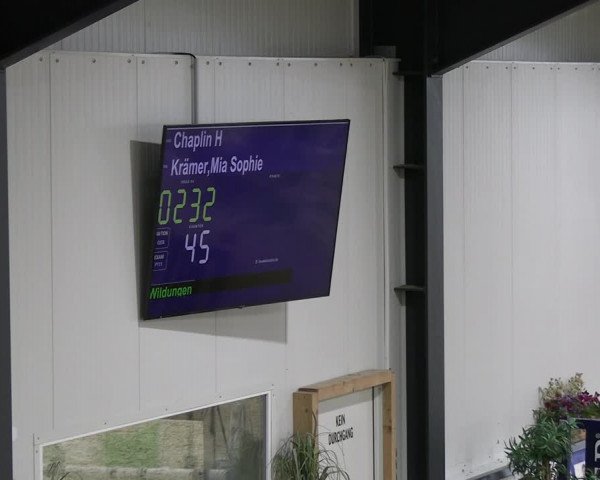 Chaplin H
Krämer,Mia Sophie
0232
45
Wildungen
KEIN
DURCHGANG